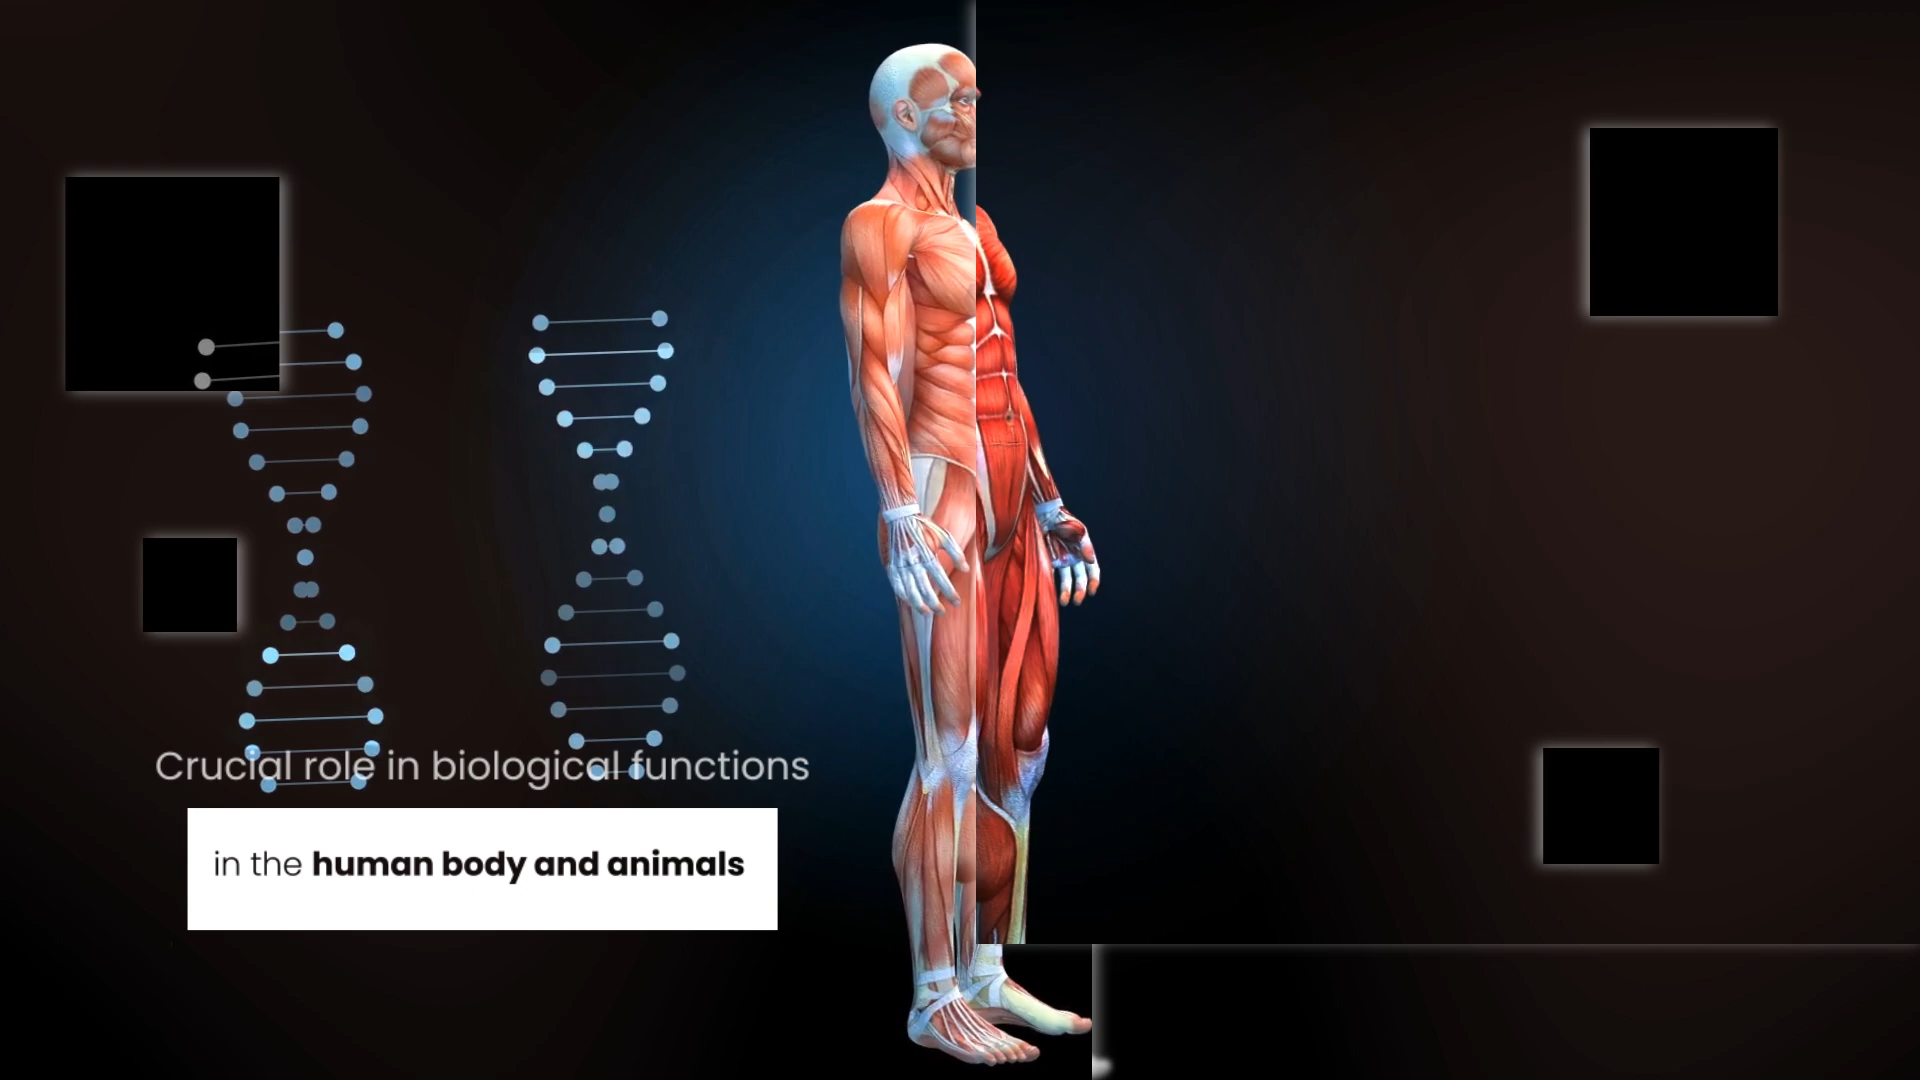 Crucial role in biological functions
in the human body and animals